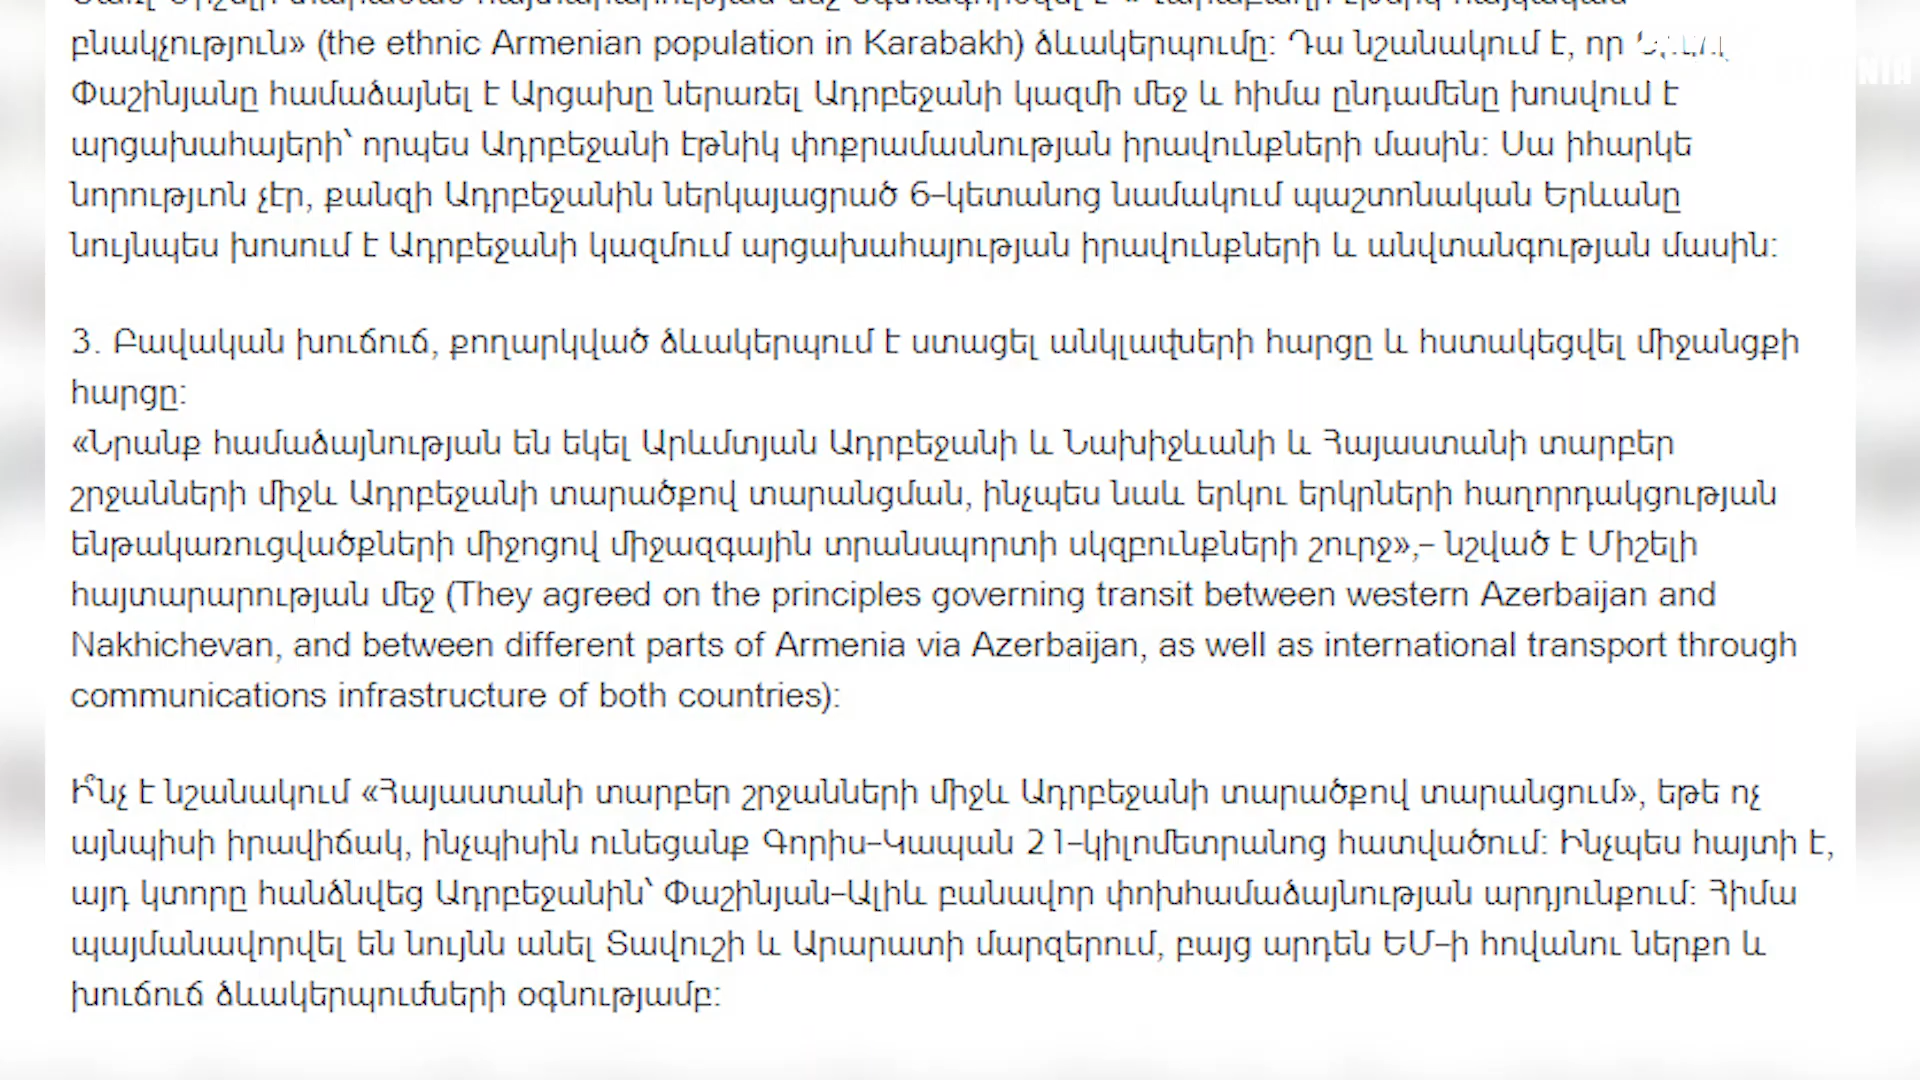 բնակչություն» (the ethnic Armenian population in Karabakh) ձևակերպումը: Դա նշանակում է, որ
Փաշինյանը համաձայնել է Արցախը ներառել Ադրբեջանի կազմի մեջ և հիմա ընդամենը խոսվում է
արցախահայերի՝ որպես Ադրբեջանի էթնիկ փոքրամասնության իրավունքների մասին: Սա իհարկե
նորությւոն չէր, քանզի Ադրբեջանին ներկայացրած 6-կետանոց նամակում պաշտոնական Երևանը
նույնպես խոսում է Ադրբեջանի կազմում արցախահայության իրավունքների և անվտանգության մասին:
3. Բավական խուճուճ, քողարկված ձևակերպում է ստացել անկլավների հարցը և հստակեցվել միջանցքի
հարցը:
«Նրանք համաձայնության են եկել Արևմտյան Ադրբեջանի և Նախիջևանի և Հայաստանի տարբեր
շրջանների միջև Ադրբեջանի տարածքով տարանցման, ինչպես նաև երկու երկրների հաղորդակցության
ենթակառուցվածքների միջոցով միջազգային տրանսպորտի սկզբունքների շուրջ»,- նշված է Միշելի
հայտարարության մեջ (They agreed on the principles governing transit between western Azerbaijan and
Nakhichevan, and between different parts of Armenia via Azerbaijan, as well as international transport through
communications infrastructure of both countries):
Ի՞նչ է նշանակում «Հայաստանի տարբեր շրջանների միջև Ադրբեջանի տարածքով տարանցում», եթե ոչ
այնպիսի իրավիճակ, ինչպիսին ունեցանք Գորիս-Կապան 21-կիլոմետրանոց հատվածում: Ինչպես հայտի է,
այդ կտորը հանձնվեց Ադրբեջանին՝ Փաշինյան-Ալիև բանավոր փոխհամաձայնության արդյունքում: Հիմա
պայմանավորվել են նույնն անել Տավուշի և Արարատի մարզերում, բայց արդեն ԵՄ-ի հովանու ներքո և
խուճուճ ձևակերպումների օգնությամբ: